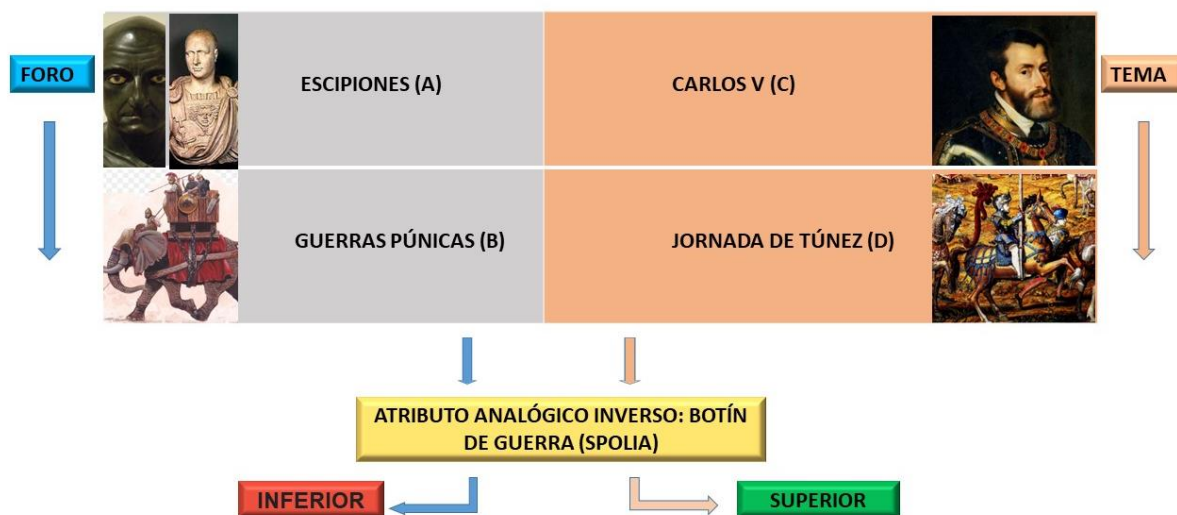 FORO
ESCIPIONES (A)
CARLOS V (C)
TEMA
GUERRAS PÚNICAS (B)
JORNADA DE TÚNEZ (D)
ATRIBUTO ANALÓGICO INVERSO: BOTÍN
DE GUERRA (SPOLIA)
INFERIOR
SUPERIOR